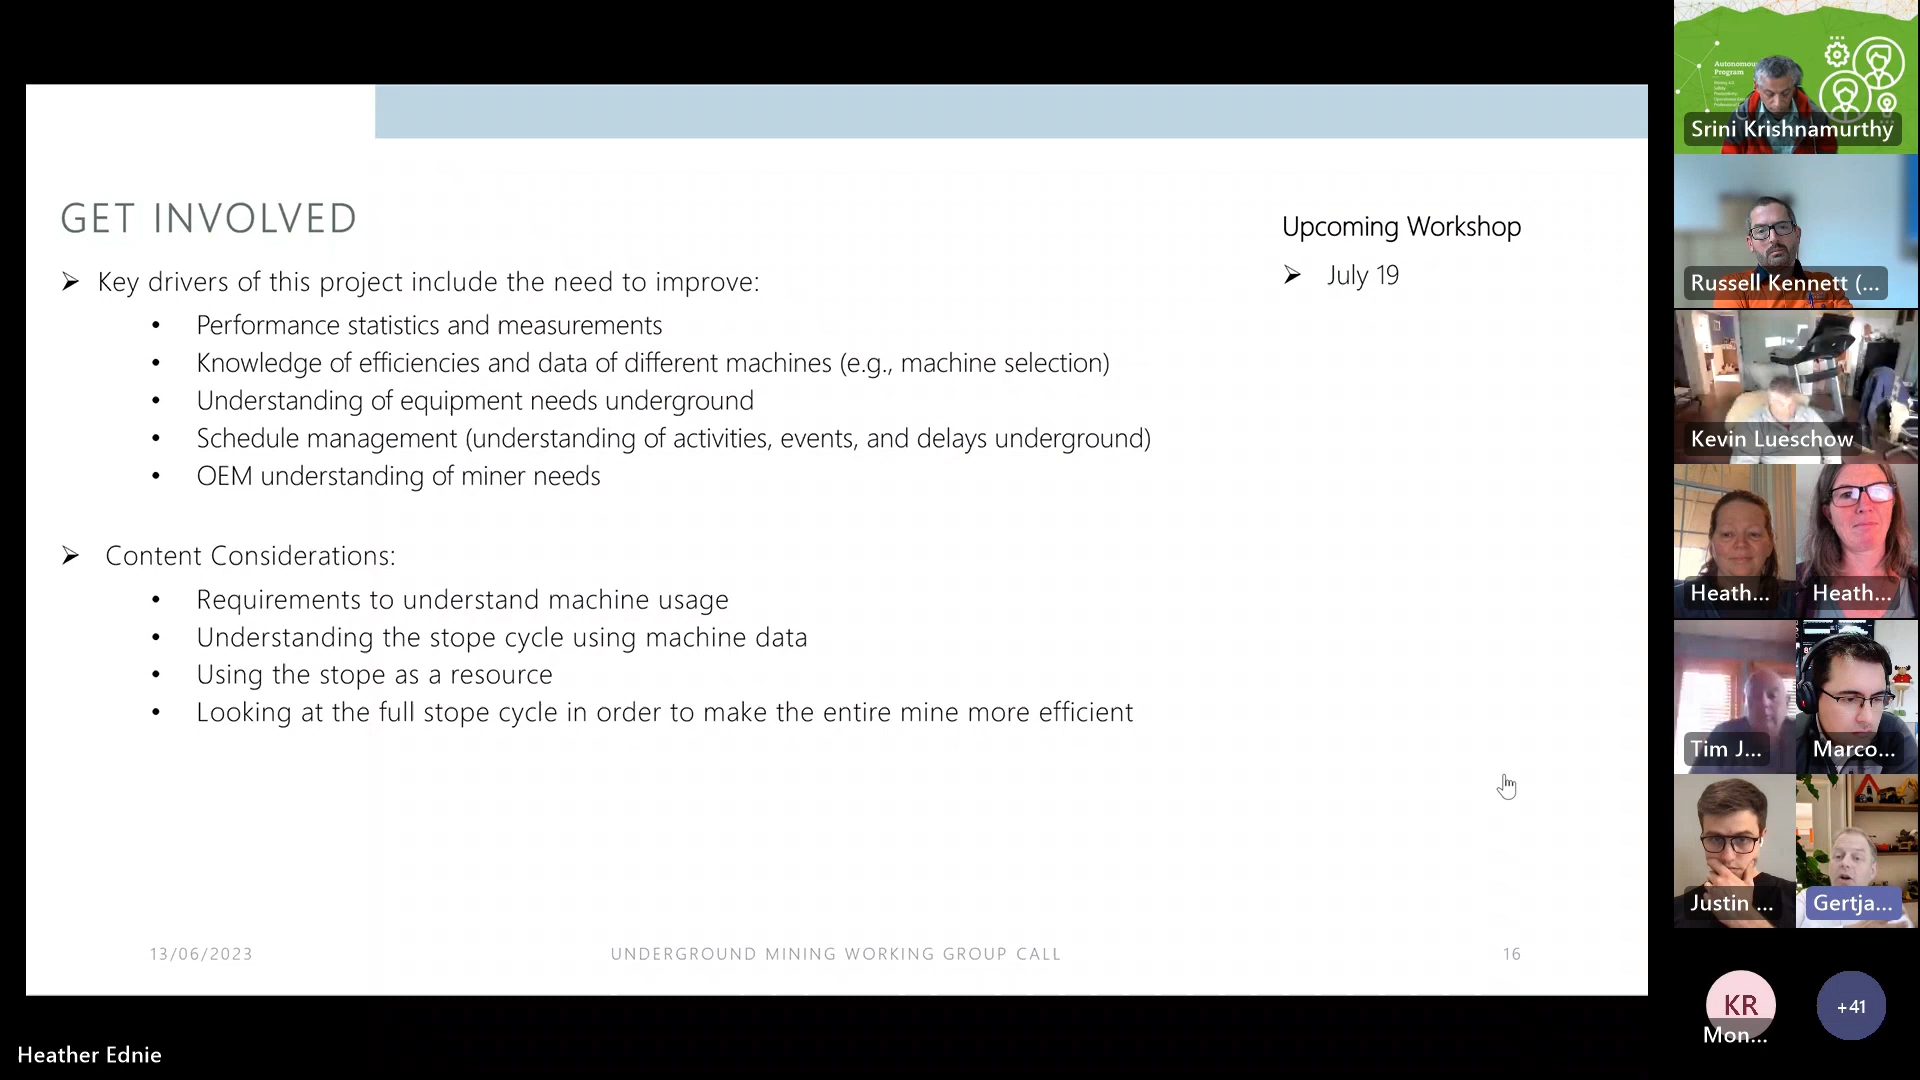 GET INVOLVED
Key drivers of this project include the need to improve:
Performance statistics and measurements
Knowledge of efficiencies and data of different machines (e.g., machine selection)
Understanding of equipment needs underground
Schedule management (understanding of activities, events, and delays underground)
OEM understanding of miner needs
Content Considerations:
Requirements to understand machine usage
Understanding the stope cycle using machine data
Using the stope as a resource
Looking at the full stope cycle in order to make the entire mine more efficient
Upcoming Workshop
July 19
13/06/2023
UNDERGROUND MINING WORKING GROUP CALL
16
Heather Ednie
Autonomous
Program
Srini Krishnamurthy
Russell Kennett (...
Kevin Lueschow
Heath...
Heath...
Tim J...
Marco...
Justin ...
Gertja...
KR
Mon...
+41